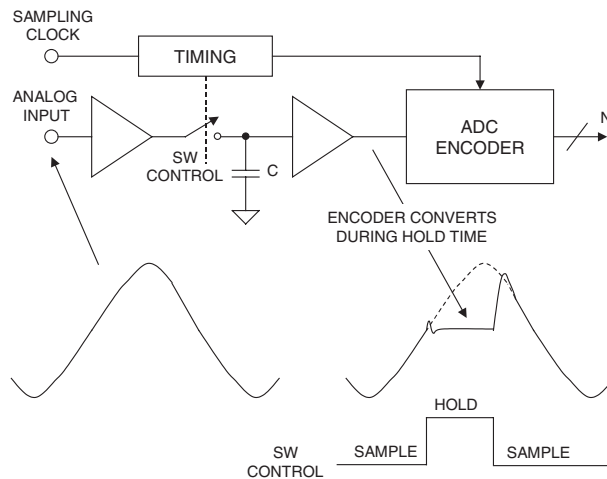 SAMPLING
CLOCK
TIMING
ANALOG
INPUT
SW
CONTROL
C
ADC
ENCODER
N
ENCODER CONVERTS
DURING HOLD TIME
HOLD
SW
CONTROL
SAMPLE
SAMPLE